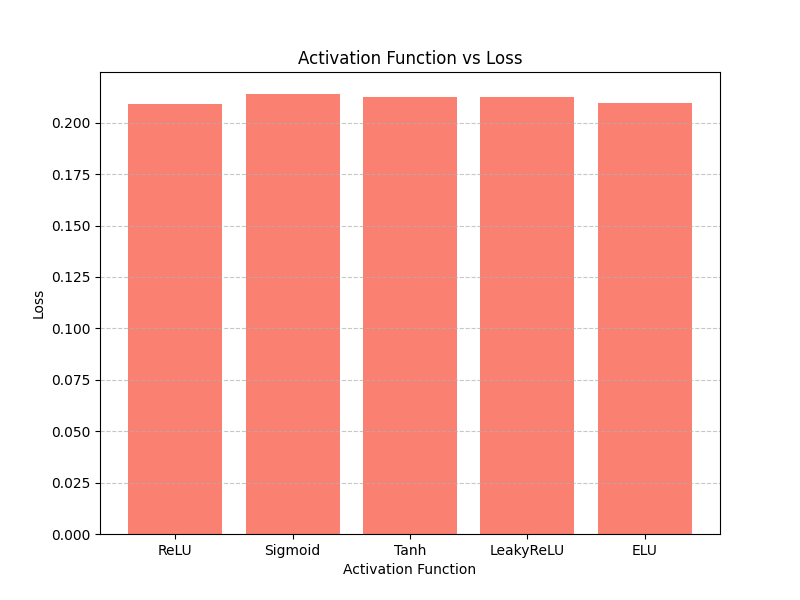 Activation Function vs Loss
0.200
0.175
0.150
0.125
0.100
0.075
0.050
0.025
0.000
Loss
ReLU
Sigmoid
Tanh
LeakyReLU
ELU
Activation Function